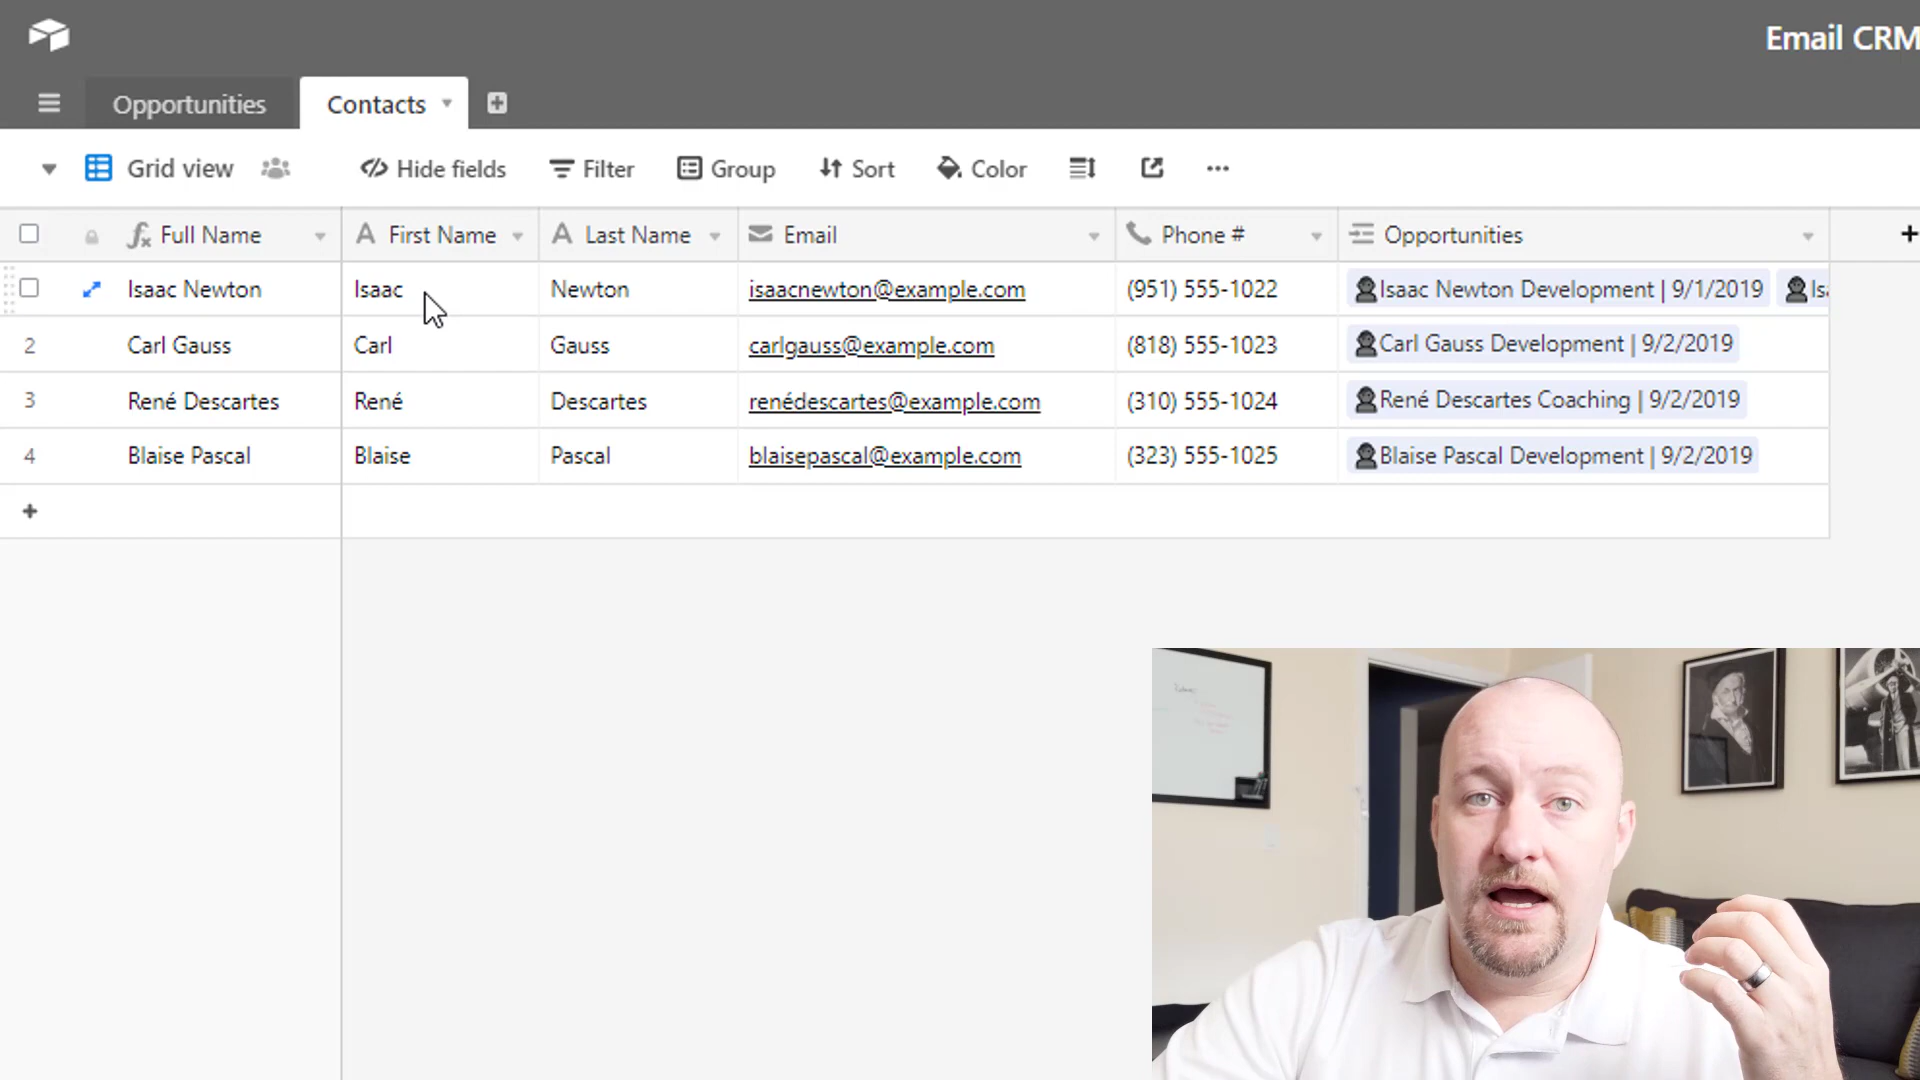 Email CRM
Opportunities Contacts
Grid view Hide fields Filter Group Sort Color
Full Name First Name Last Name Email Phone # Opportunities
Isaac Newton Isaac Newton isaacnewton@example.com (951) 555-1022 Isaac Newton Development | 9/1/2019 Isa
2 Carl Gauss Carl Gauss carlgauss@example.com (818) 555-1023 Carl Gauss Development | 9/2/2019
3 René Descartes René Descartes renédescartes@example.com (310) 555-1024 René Descartes Coaching | 9/2/2019
4 Blaise Pascal Blaise Pascal blaisepascal@example.com (323) 555-1025 Blaise Pascal Development | 9/2/2019